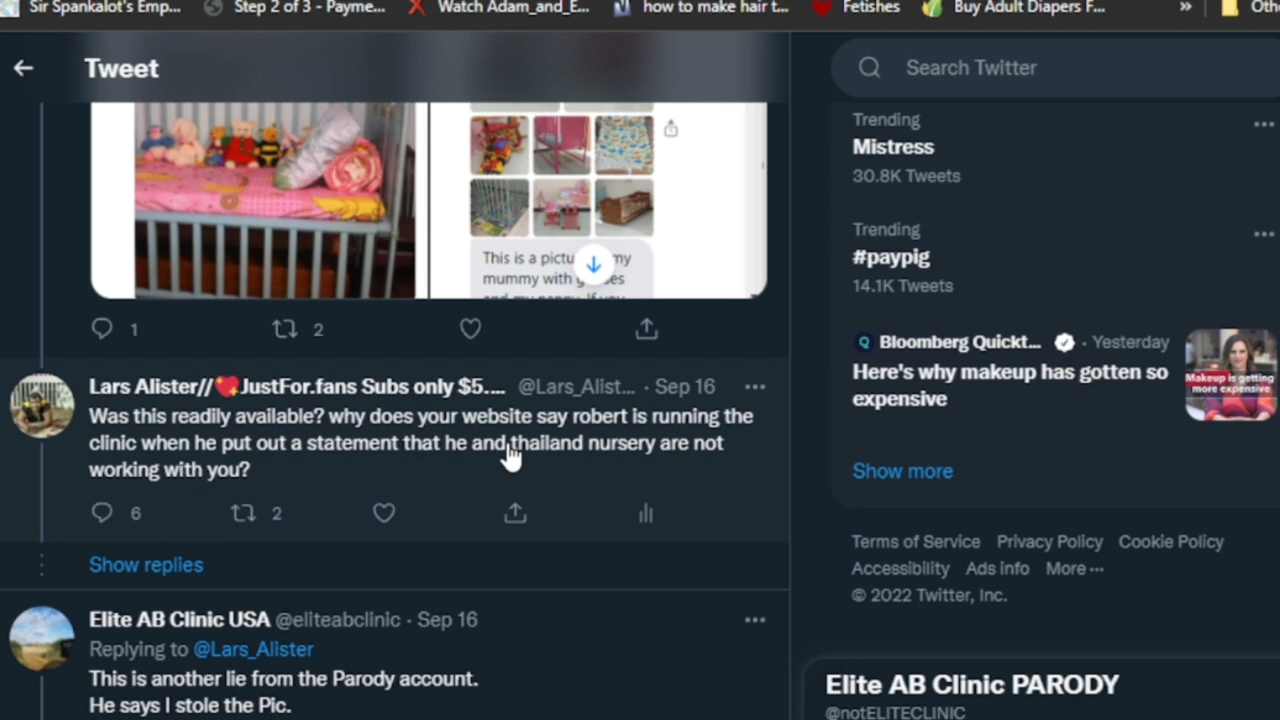 Sir Spankalot's Emp...
Step 2 of 3 - Payme...
Watch Adam_and_E...
how to make hair t...
Fetishes
Buy Adult Diapers F...
»
Tweet
Search Twitter
This is a my
mummy with
1
2
Trending
Mistress
30.8K Tweets
Trending
#paypig
14.1K Tweets
Bloomberg Quickt... · Yesterday
Here's why makeup has gotten so
expensive
Makeup is getting
more expensive
Show more
Lars Alister//💖JustFor.fans Subs only $5.... @Lars_Alist... · Sep 16
Was this readily available? why does your website say robert is running the
clinic when he put out a statement that he and thailand nursery are not
working with you?
6
2
Show replies
Elite AB Clinic USA @eliteabclinic · Sep 16
Replying to @Lars_Alister
This is another lie from the Parody account.
He says I stole the Pic.
Terms of Service Privacy Policy Cookie Policy
Accessibility Ads info More ···
© 2022 Twitter, Inc.
Elite AB Clinic PARODY
@notELITECLINIC